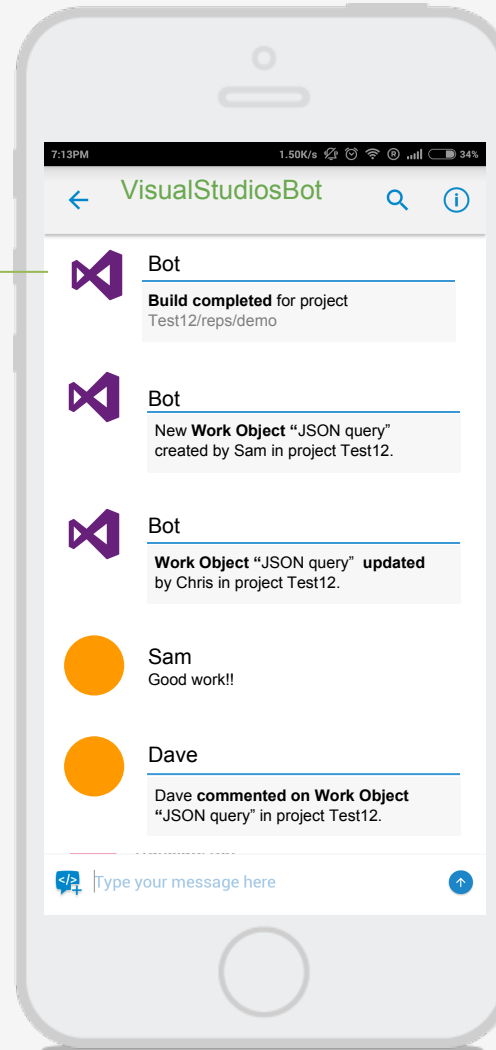 7:13PM 1.50K/s ® 34%
VisualStudiosBot
Bot
Build completed for project
Test12/reps/demo
Bot
New Work Object “JSON query”
created by Sam in project Test12.
Bot
Work Object “JSON query” updated
by Chris in project Test12.
Sam
Good work!!
Dave
Dave commented on Work Object
“JSON query” in project Test12.
Type your message here